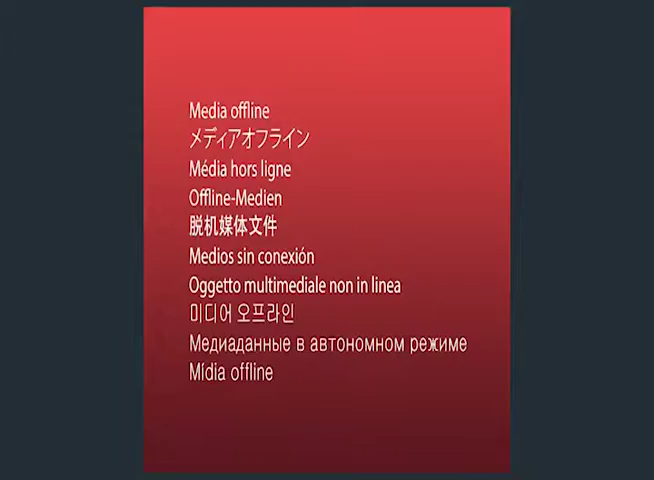 Media offline
メディアオフライン
Média hors ligne
Offline-Medien
脱机媒体文件
Medios sin conexión
Oggetto multimediale non in linea
미디어 오프라인
Медиаданные в автономном режиме
Mídia offline